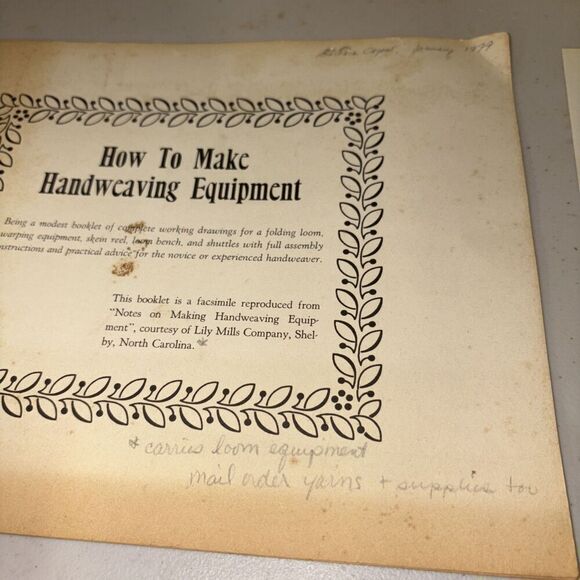 January 1979
How To Make
Handweaving Equipment
Being a modest booklet of complete working drawings for a folding loom,
warping equipment, skein reel, loom bench, and shuttles with full assembly
nstructions and practical advice for the novice or experienced handweaver.
This booklet is a facsimile reproduced from
"Notes on Making Handweaving Equip-
ment", courtesy of Lily Mills Company, Shel-
by, North Carolina. *
* carries loom equipment
mail order yarns + supplies too